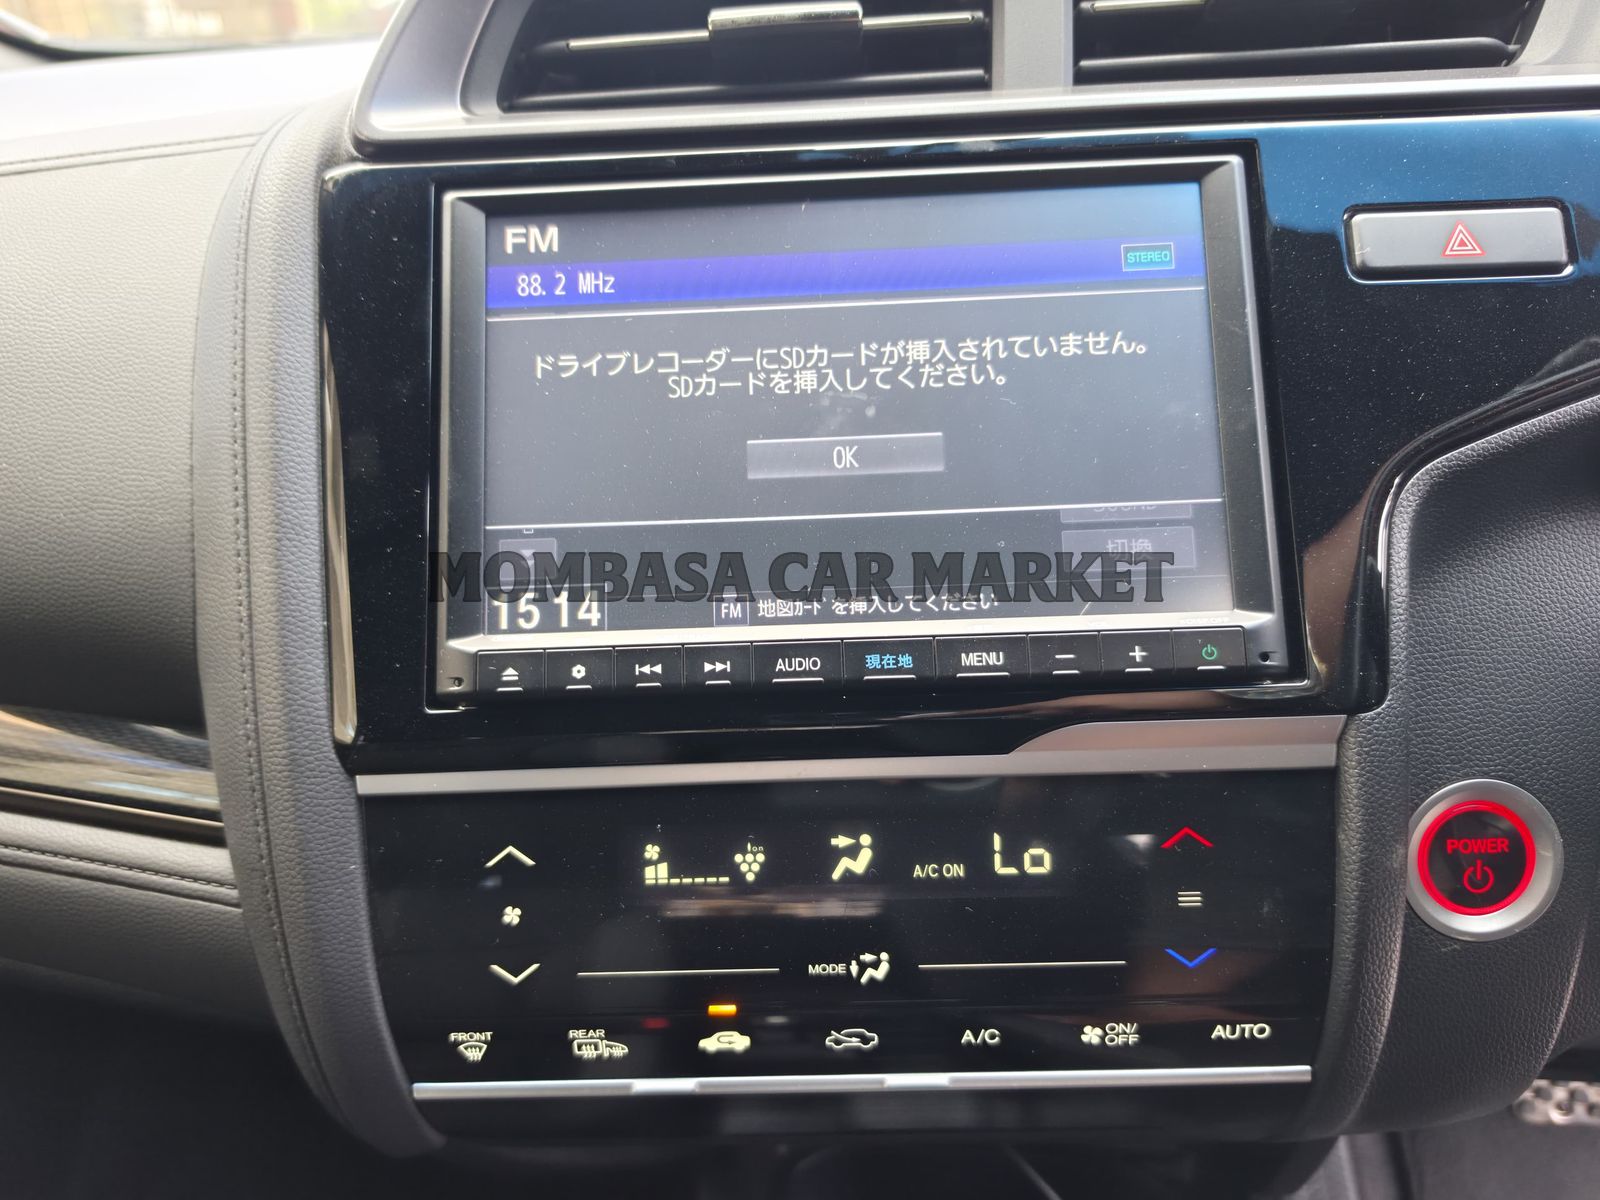 FM
STEREO
88.2 MHz
ドライブレコーダーにSDカードが挿入されていません。
SDカードを挿入してください。
OK
SOUND
切換
MOMBASA CAR MARKET
15 14
FM 地図ｶｰﾄﾞを挿入してください
AUDIO 現在地 MENU
POWER
on
A/C ON Lo
MODE
FRONT REAR A/C ON/OFF AUTO